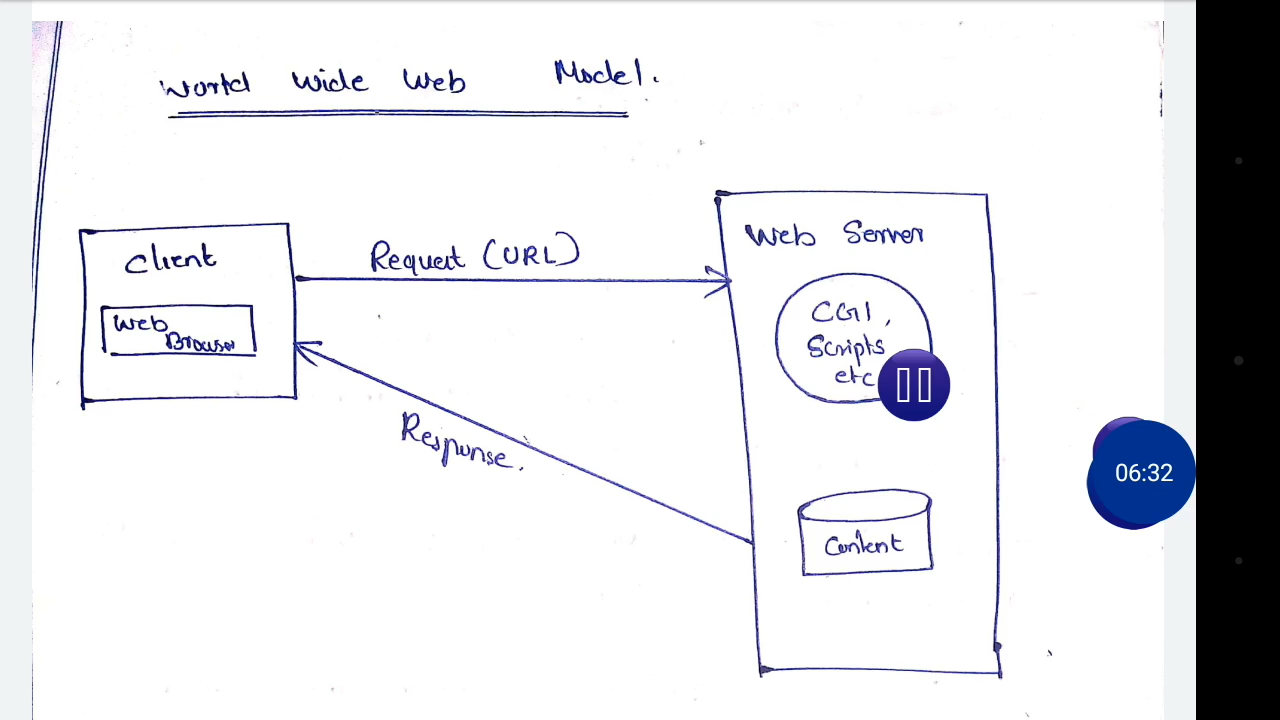 World Wide Web Model.
Client
Web
Browser
Request (URL)
Response.
Web Server
CGI,
Scripts
etc
Content
06:32